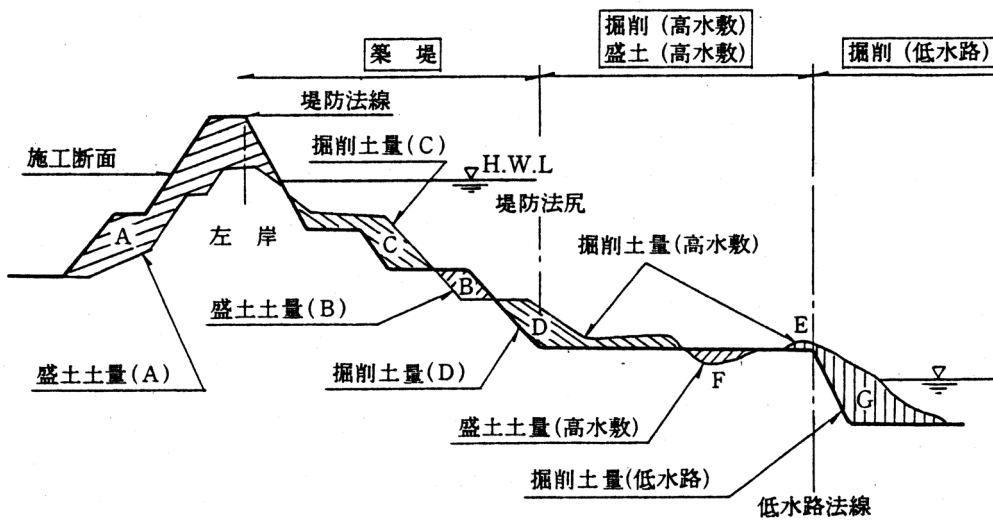 掘削 (高水敷)
盛土 (高水敷)
築 堤
掘削 (低水路)
堤防法線
掘削土量(C)
施工断面
H.W.L
堤防法尻
A
左 岸
C
掘削土量(高水敷)
B
盛土土量(B)
D
E
盛土土量(A)
掘削土量(D)
F
G
盛土土量(高水敷)
掘削土量(低水路)
低水路法線